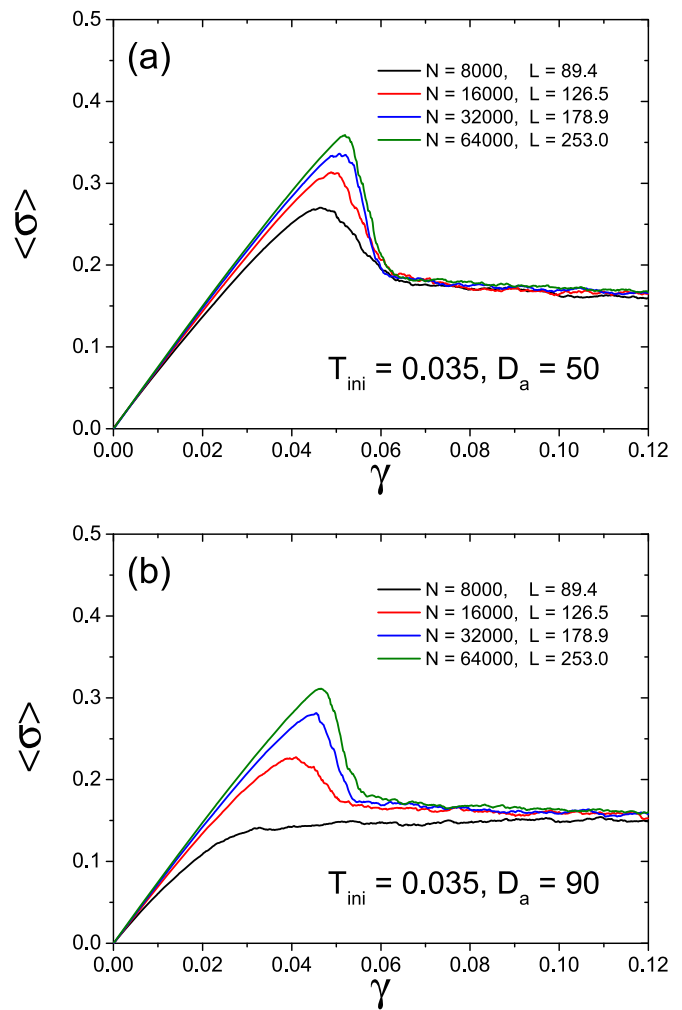 0.5
(a)
N = 8000, L = 89.4
N = 16000, L = 126.5
N = 32000, L = 178.9
N = 64000, L = 253.0
0.4
0.3
<σ>
0.2
0.1
T_ini = 0.035, D_a = 50
0.0
0.00 0.02 0.04 0.06 0.08 0.10 0.12
γ
0.5
(b)
N = 8000, L = 89.4
N = 16000, L = 126.5
N = 32000, L = 178.9
N = 64000, L = 253.0
0.4
0.3
<σ>
0.2
0.1
T_ini = 0.035, D_a = 90
0.0
0.00 0.02 0.04 0.06 0.08 0.10 0.12
γ